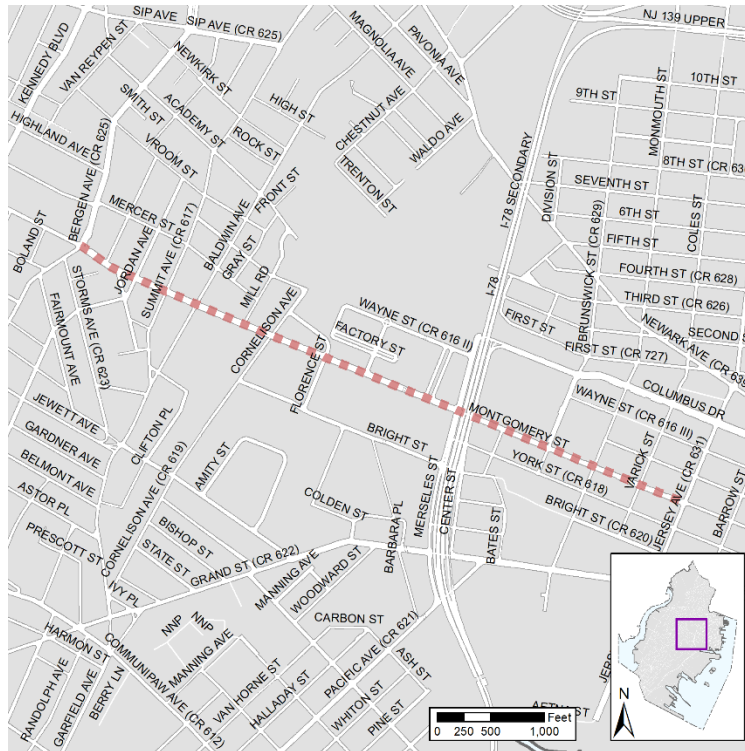 SIP AVE
SIP AVE (CR 625)
NJ 139 UPPER
KENNEDY BLVD
VAN REYPEN ST
NEWKIRK ST
MAGNOLIA AVE
PAVONIA AVE
10TH ST
9TH ST
MONMOUTH ST
SMITH ST
ACADEMY ST
HIGH ST
CHESTNUT AVE
WALDO AVE
HIGHLAND AVE
BERGEN AVE (CR 625)
VROOM ST
ROCK ST
TRENTON ST
I-78 SECONDARY
DIVISION ST
SEVENTH ST
COLES ST
FRONT ST
6TH ST
BOLAND ST
MERCER ST
BALDWIN AVE
GRAY ST
FIFTH ST
JORDAN AVE
SUMMIT AVE (CR 617)
MILL RD
I-78
BRUNSWICK ST (CR 629)
FOURTH ST (CR 628)
THIRD ST (CR 626)
STORMS AVE (CR 623)
FAIRMOUNT AVE
CORNELISON AVE
WAYNE ST (CR 616 II)
FACTORY ST
FIRST ST
FIRST ST (CR 727)
SECOND S
FLORENCE ST
COLUMBUS DR
JEWETT AVE
CLIFTON PL
MONTGOMERY ST
WAYNE ST (CR 616 III)
GARDNER AVE
BRIGHT ST
YORK ST (CR 618)
VARICK ST
JERSEY AVE (CR 631)
BARROW ST
BELMONT AVE
AMITY ST
MERSELES ST
CENTER ST
BRIGHT ST (CR 620)
ASTOR PL
CORNELISON AVE (CR 619)
COLDEN ST
BARBARA PL
BATES ST
PRESCOTT ST
BISHOP ST
STATE ST
GRAND ST (CR 622)
MANNING AVE
WOODWARD ST
IVY PL
NNP
NNP
CARBON ST
HARMON ST
MANNING AVE
PACIFIC AVE (CR 621)
ASH ST
COMMUNIPAW AVE (CR 612)
VAN HORNE ST
HALLADAY ST
RANDOLPH AVE
GARFIELD AVE
BERRY LN
WHITON ST
PINE ST
N
Feet
0 250 500 1,000